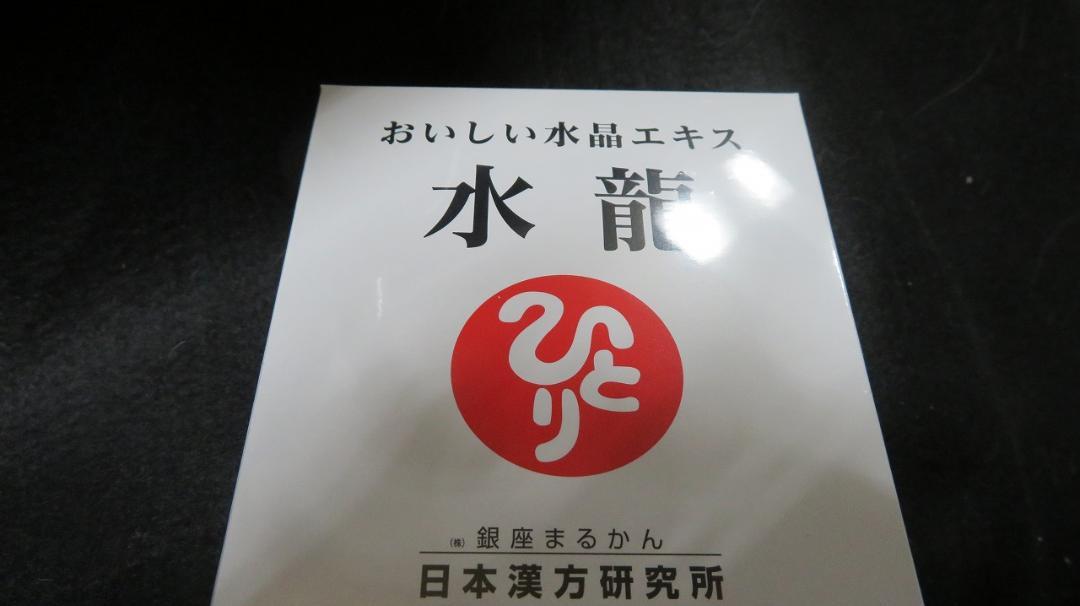 おいしい水晶エキス
水龍
ひとり
(株)銀座まるかん
日本漢方研究所